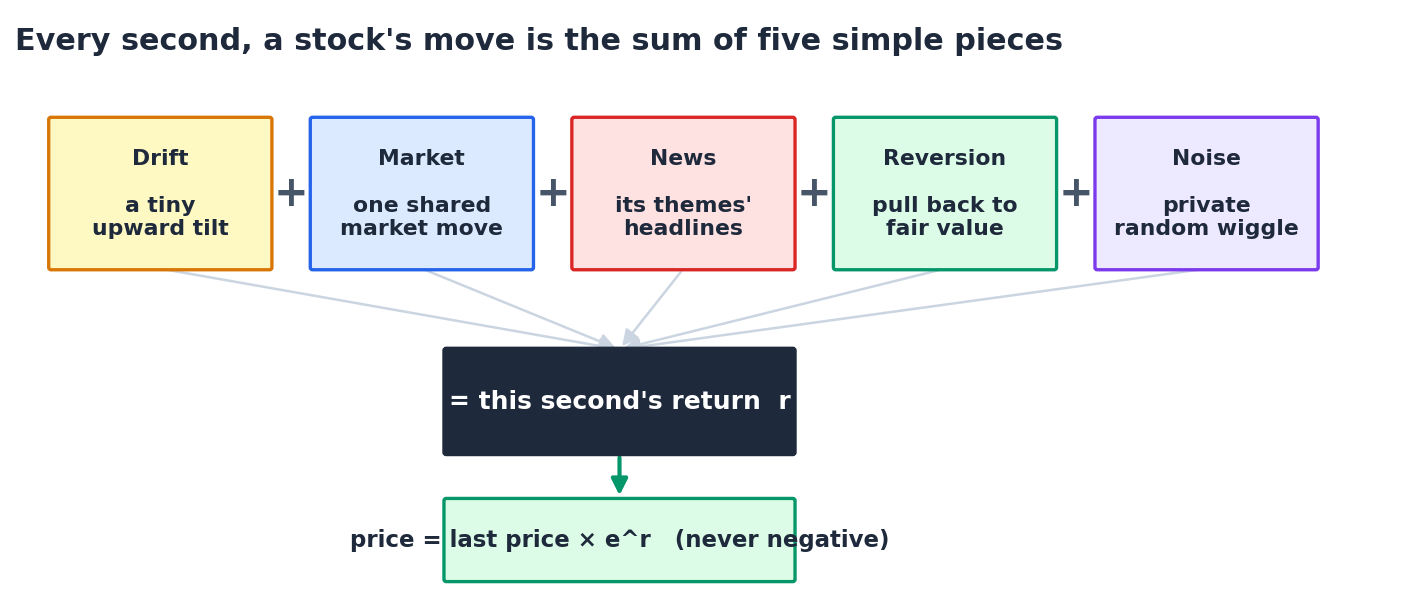 Every second, a stock's move is the sum of five simple pieces
Drift
a tiny
upward tilt
+
Market
one shared
market move
+
News
its themes'
headlines
+
Reversion
pull back to
fair value
+
Noise
private
random wiggle
= this second's return  r
price = last price × e^r   (never negative)